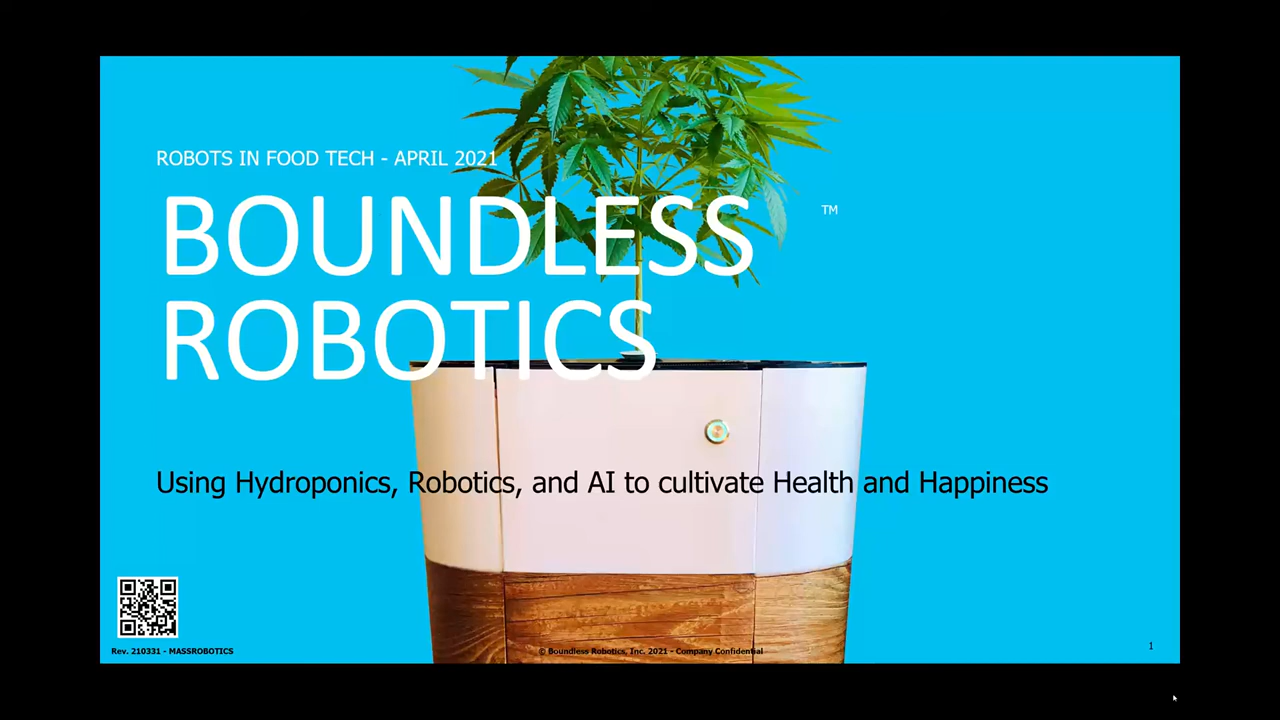 ROBOTS IN FOOD TECH - APRIL 2021
BOUNDLESS ™
ROBOTICS
Using Hydroponics, Robotics, and AI to cultivate Health and Happiness
Rev. 210331 - MASSROBOTICS
© Boundless Robotics, Inc. 2021 - Company Confidential
1